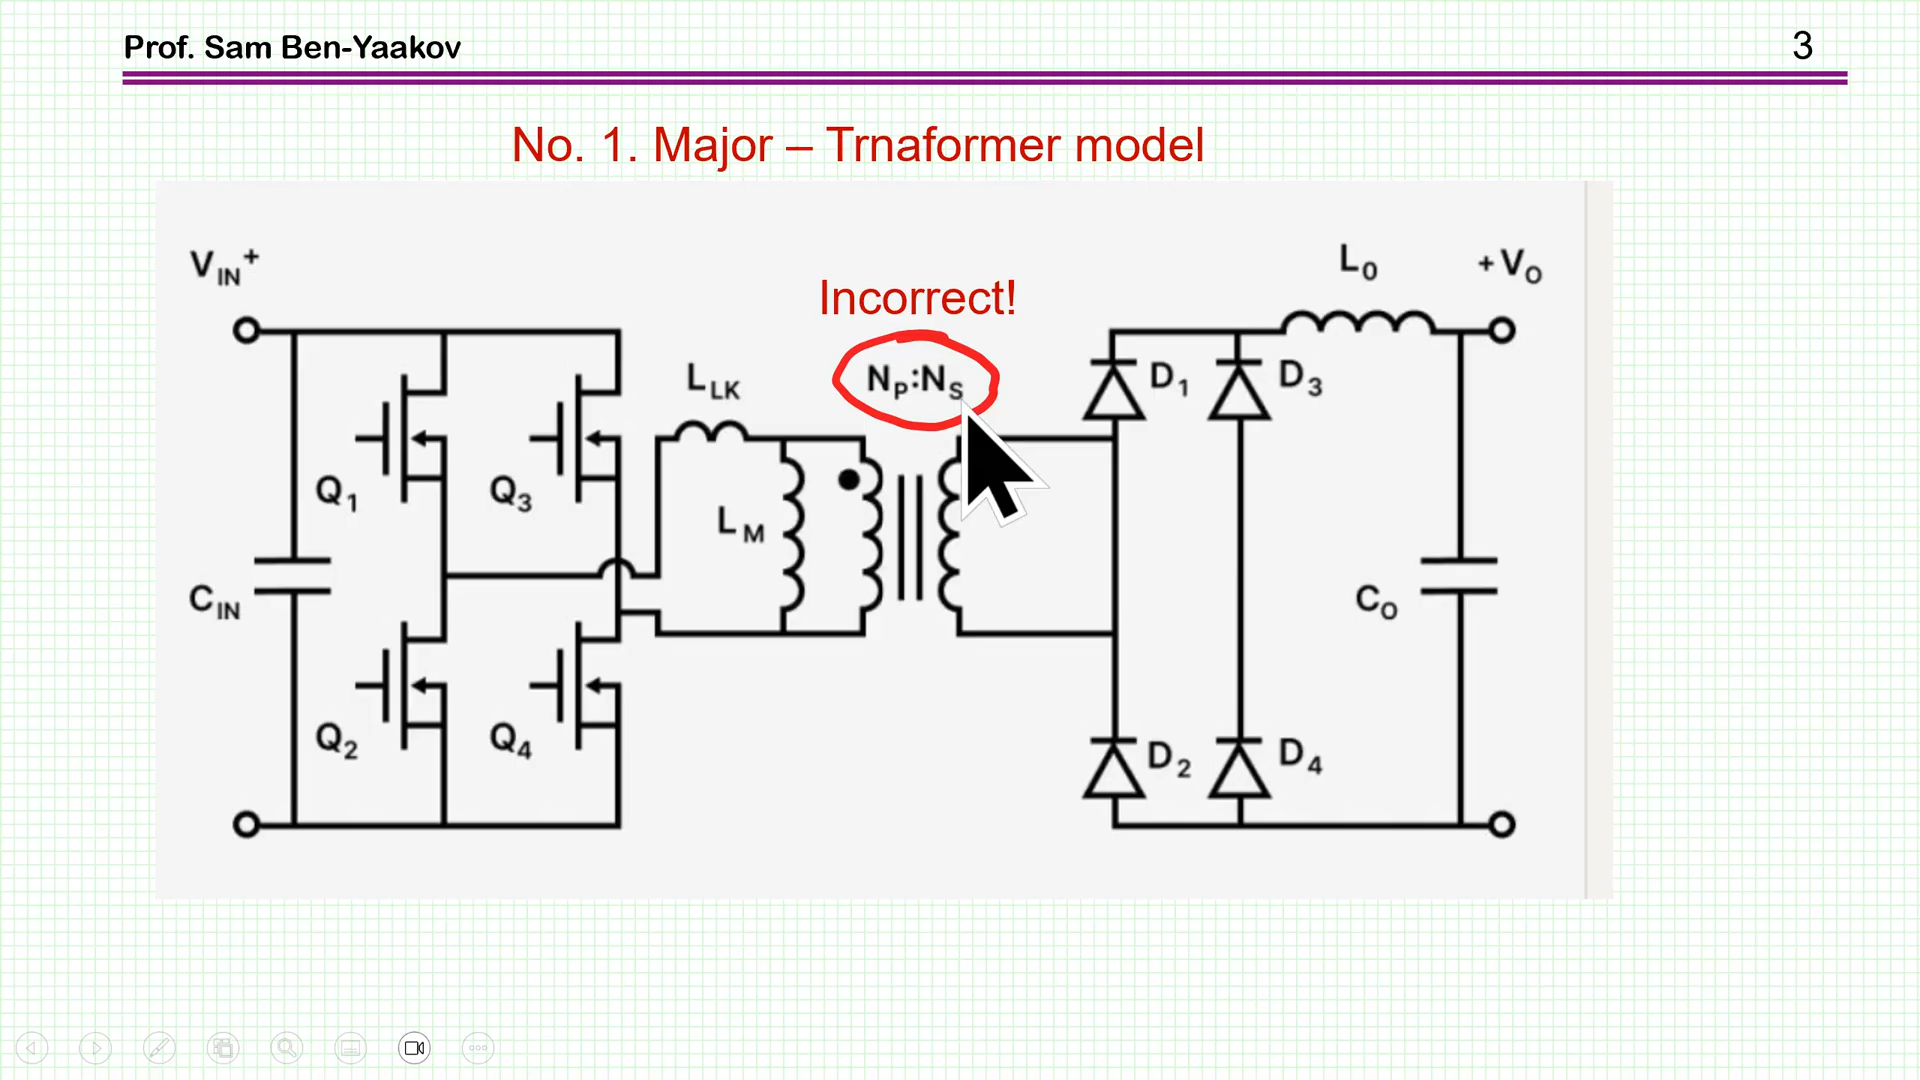 Prof. Sam Ben-Yaakov
3
No. 1. Major – Trnaformer model
VIN+
L0
+VO
Incorrect!
LLK
NP:NS
D1
D3
Q1
Q3
LM
CIN
CO
Q2
Q4
D2
D4